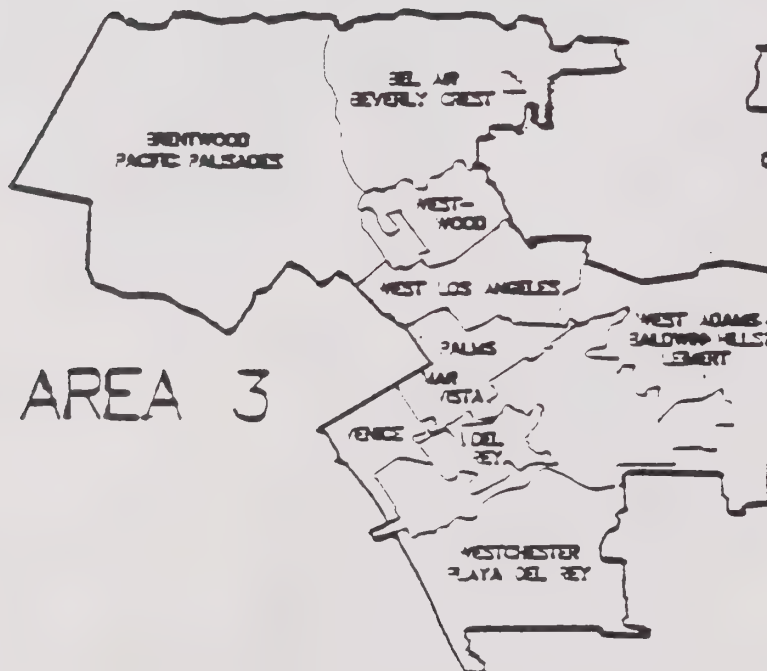 BEL AIR
BEVERLY CREST
BRENTWOOD
PACIFIC PALISADES
WEST-
WOOD
WEST LOS ANGELES
WEST ADAMS
BALDWIN HILLS
LEIMERT
PALMS
AREA 3
MAR
VISTA
VENICE
DEL
REY
WESTCHESTER
PLAYA DEL REY